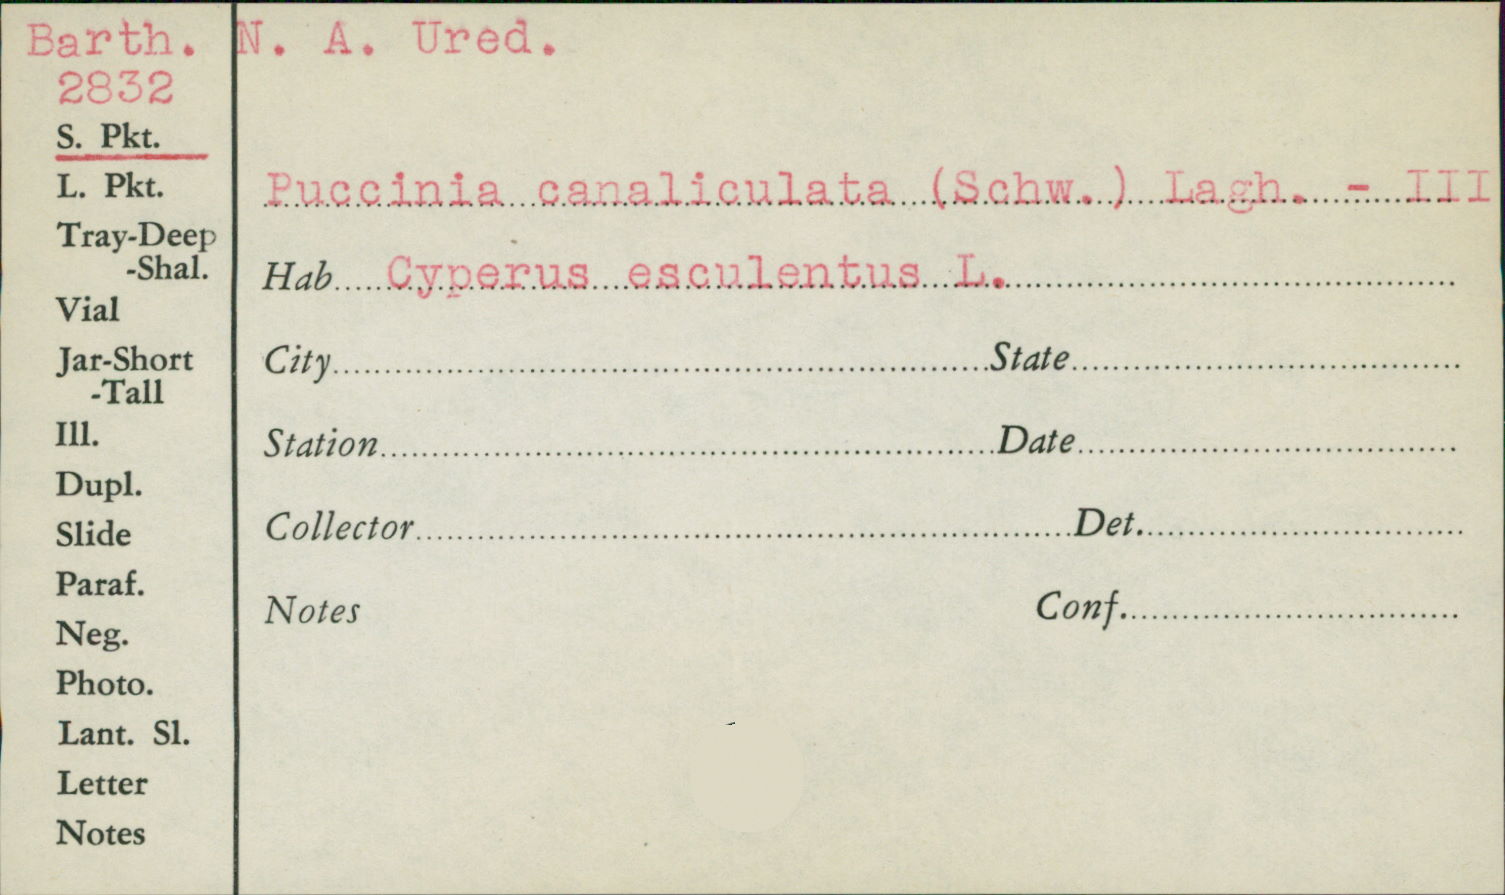 Barth. N. A. Ured.
2832
S. Pkt.
L. Pkt.
Tray-Deep
-Shal.
Vial
Jar-Short
-Tall
Ill.
Dupl.
Slide
Paraf.
Neg.
Photo.
Lant. Sl.
Letter
Notes
Puccinia canaliculata (Schw.) Lagh. - III
Hab. Cyperus esculentus L.
City State
Station Date
Collector Det.
Notes Conf.